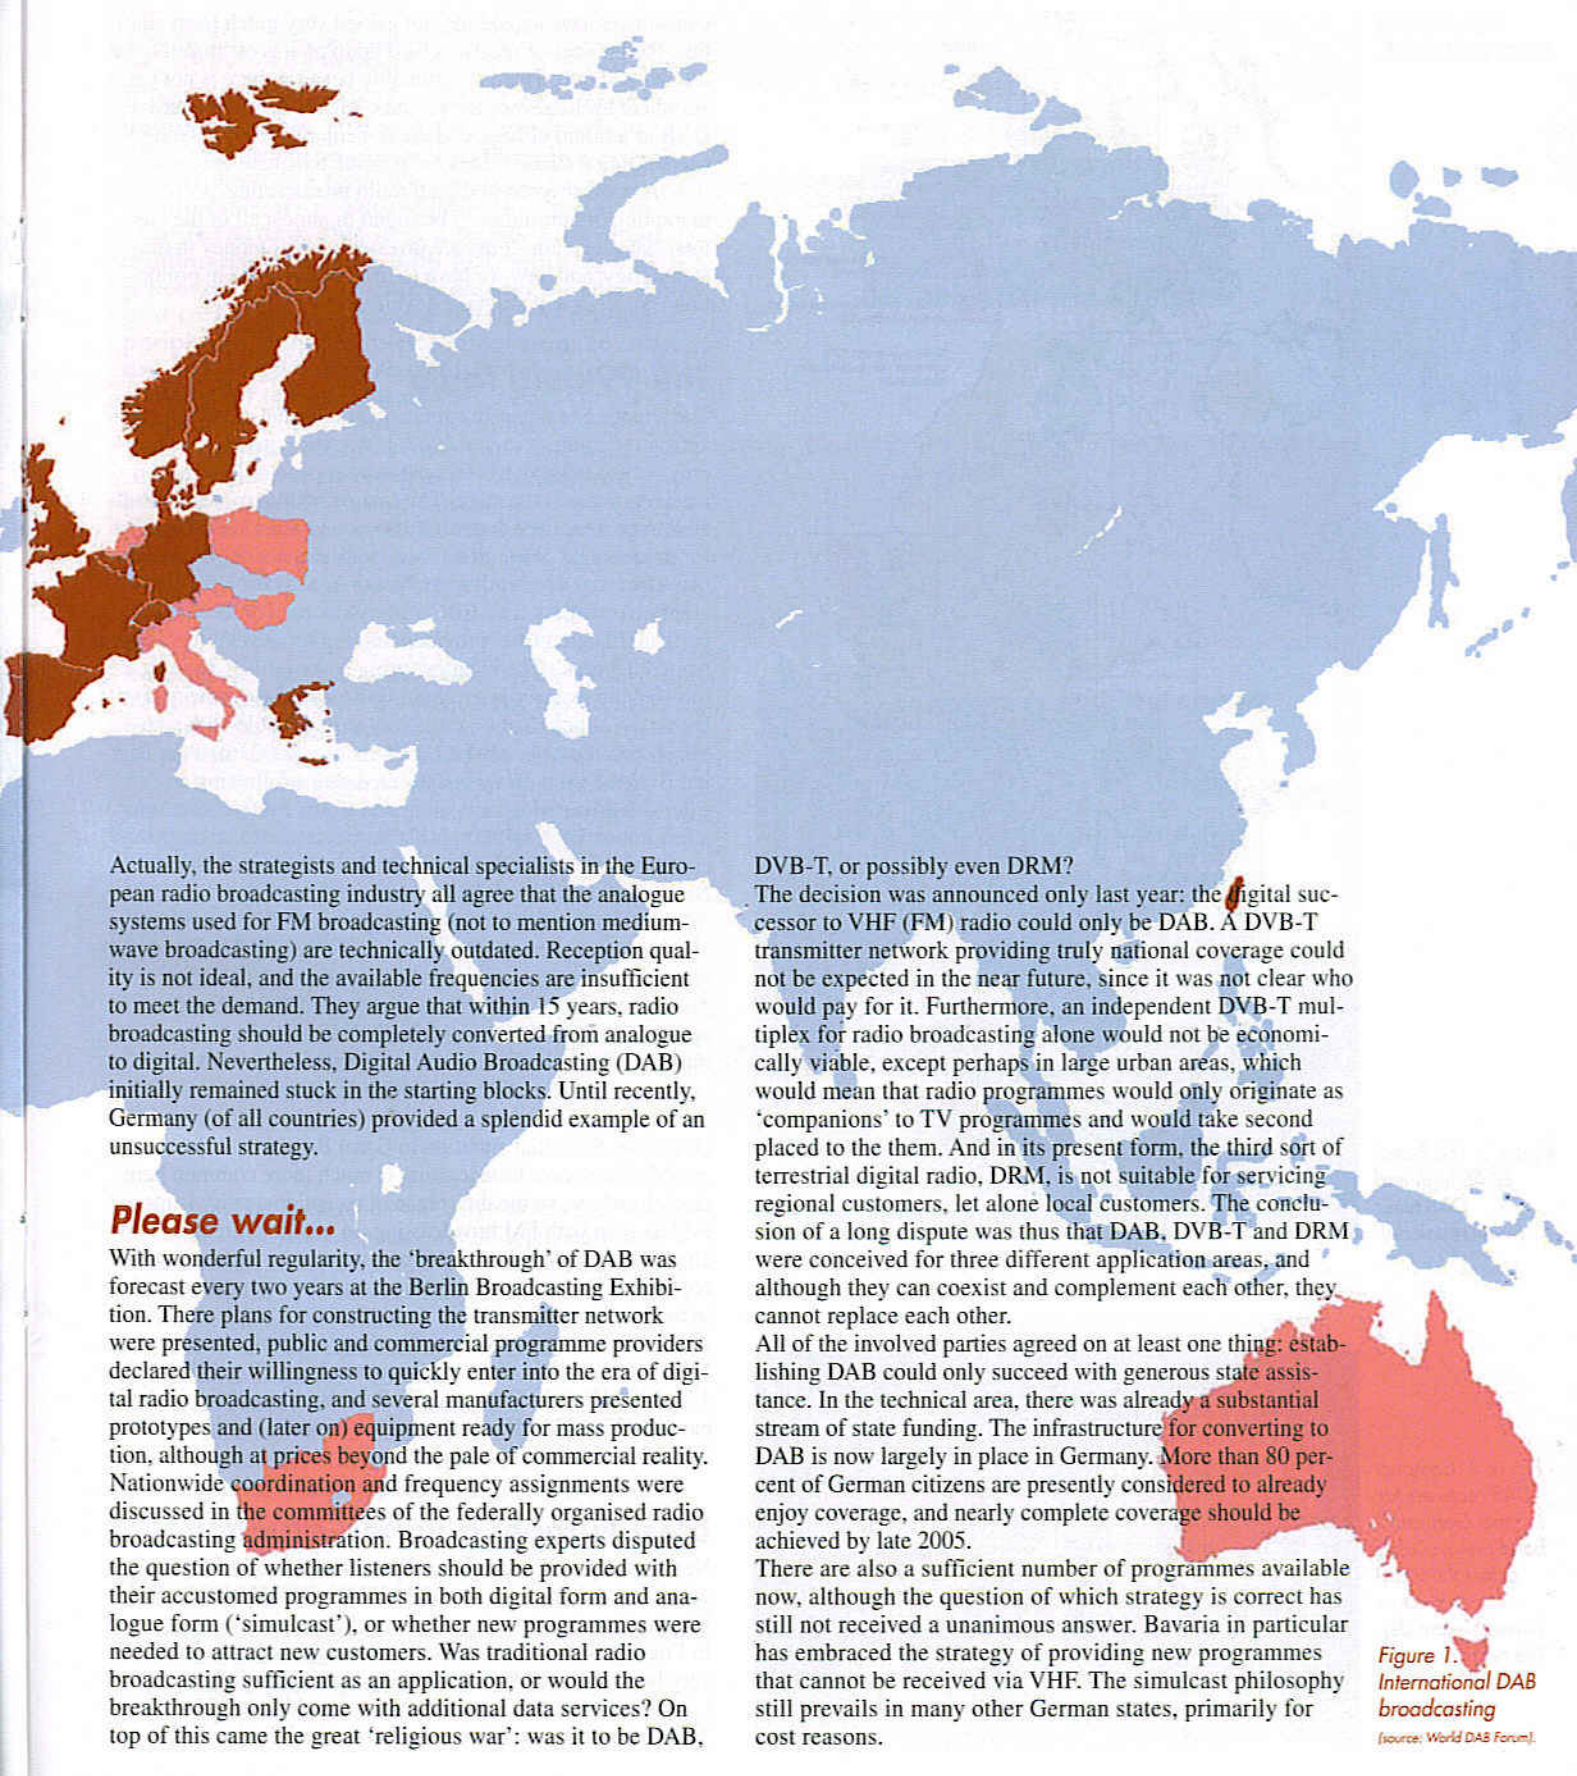 Actually, the strategists and technical specialists in the Euro-
pean radio broadcasting industry all agree that the analogue
systems used for FM broadcasting (not to mention medium-
wave broadcasting) are technically outdated. Reception qual-
ity is not ideal, and the available frequencies are insufficient
to meet the demand. They argue that within 15 years, radio
broadcasting should be completely converted from analogue
to digital. Nevertheless, Digital Audio Broadcasting (DAB)
initially remained stuck in the starting blocks. Until recently,
Germany (of all countries) provided a splendid example of an
unsuccessful strategy.
Please wait...
With wonderful regularity, the ‘breakthrough’ of DAB was
forecast every two years at the Berlin Broadcasting Exhibi-
tion. There plans for constructing the transmitter network
were presented, public and commercial programme providers
declared their willingness to quickly enter into the era of digi-
tal radio broadcasting, and several manufacturers presented
prototypes and (later on) equipment ready for mass produc-
tion, although at prices beyond the pale of commercial reality.
Nationwide coordination and frequency assignments were
discussed in the committees of the federally organised radio
broadcasting administration. Broadcasting experts disputed
the question of whether listeners should be provided with
their accustomed programmes in both digital form and ana-
logue form (‘simulcast’), or whether new programmes were
needed to attract new customers. Was traditional radio
broadcasting sufficient as an application, or would the
breakthrough only come with additional data services? On
top of this came the great ‘religious war’: was it to be DAB,
DVB-T, or possibly even DRM?
The decision was announced only last year: the digital suc-
cessor to VHF (FM) radio could only be DAB. A DVB-T
transmitter network providing truly national coverage could
not be expected in the near future, since it was not clear who
would pay for it. Furthermore, an independent DVB-T mul-
tiplex for radio broadcasting alone would not be economi-
cally viable, except perhaps in large urban areas, which
would mean that radio programmes would only originate as
‘companions’ to TV programmes and would take second
placed to the them. And in its present form, the third sort of
terrestrial digital radio, DRM, is not suitable for servicing
regional customers, let alone local customers. The conclu-
sion of a long dispute was thus that DAB, DVB-T and DRM
were conceived for three different application areas, and
although they can coexist and complement each other, they
cannot replace each other.
All of the involved parties agreed on at least one thing: estab-
lishing DAB could only succeed with generous state assis-
tance. In the technical area, there was already a substantial
stream of state funding. The infrastructure for converting to
DAB is now largely in place in Germany. More than 80 per-
cent of German citizens are presently considered to already
enjoy coverage, and nearly complete coverage should be
achieved by late 2005.
There are also a sufficient number of programmes available
now, although the question of which strategy is correct has
still not received a unanimous answer. Bavaria in particular
has embraced the strategy of providing new programmes
that cannot be received via VHF. The simulcast philosophy
still prevails in many other German states, primarily for
cost reasons.
Figure 1.
International DAB
broadcasting
(source: World DAB Forum).